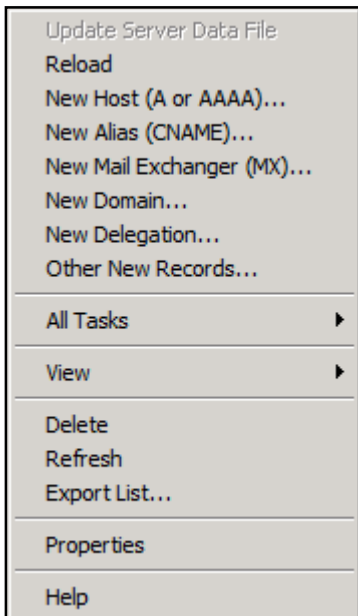 Update Server Data File
Reload
New Host (A or AAAA)...
New Alias (CNAME)...
New Mail Exchanger (MX)...
New Domain...
New Delegation...
Other New Records...
All Tasks
View
Delete
Refresh
Export List...
Properties
Help